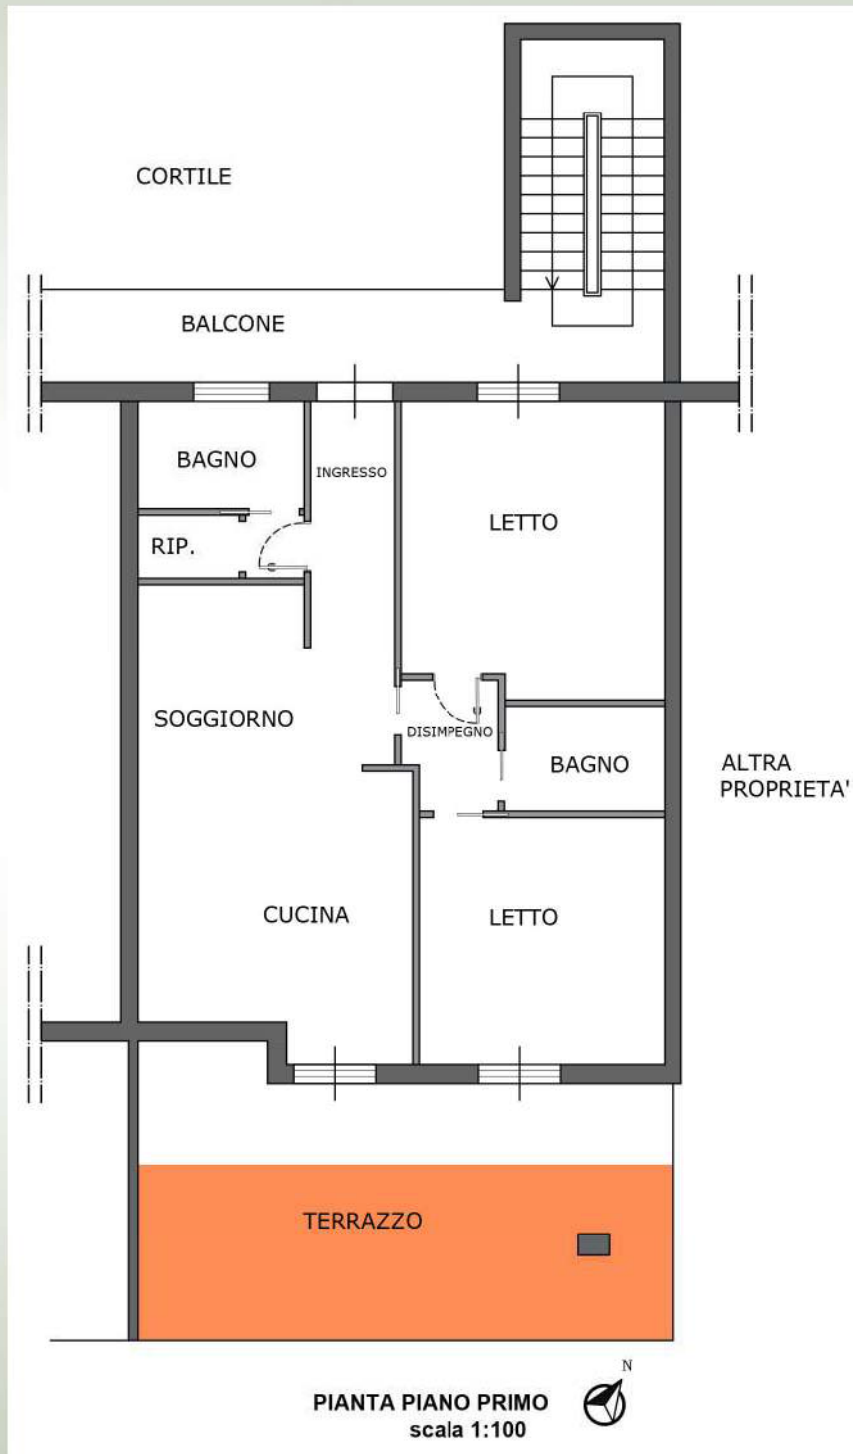 CORTILE
BALCONE
BAGNO
INGRESSO
LETTO
RIP.
SOGGIORNO
DISIMPEGNO
BAGNO
ALTRA
PROPRIETA'
CUCINA
LETTO
TERRAZZO
N
PIANTA PIANO PRIMO
scala 1:100